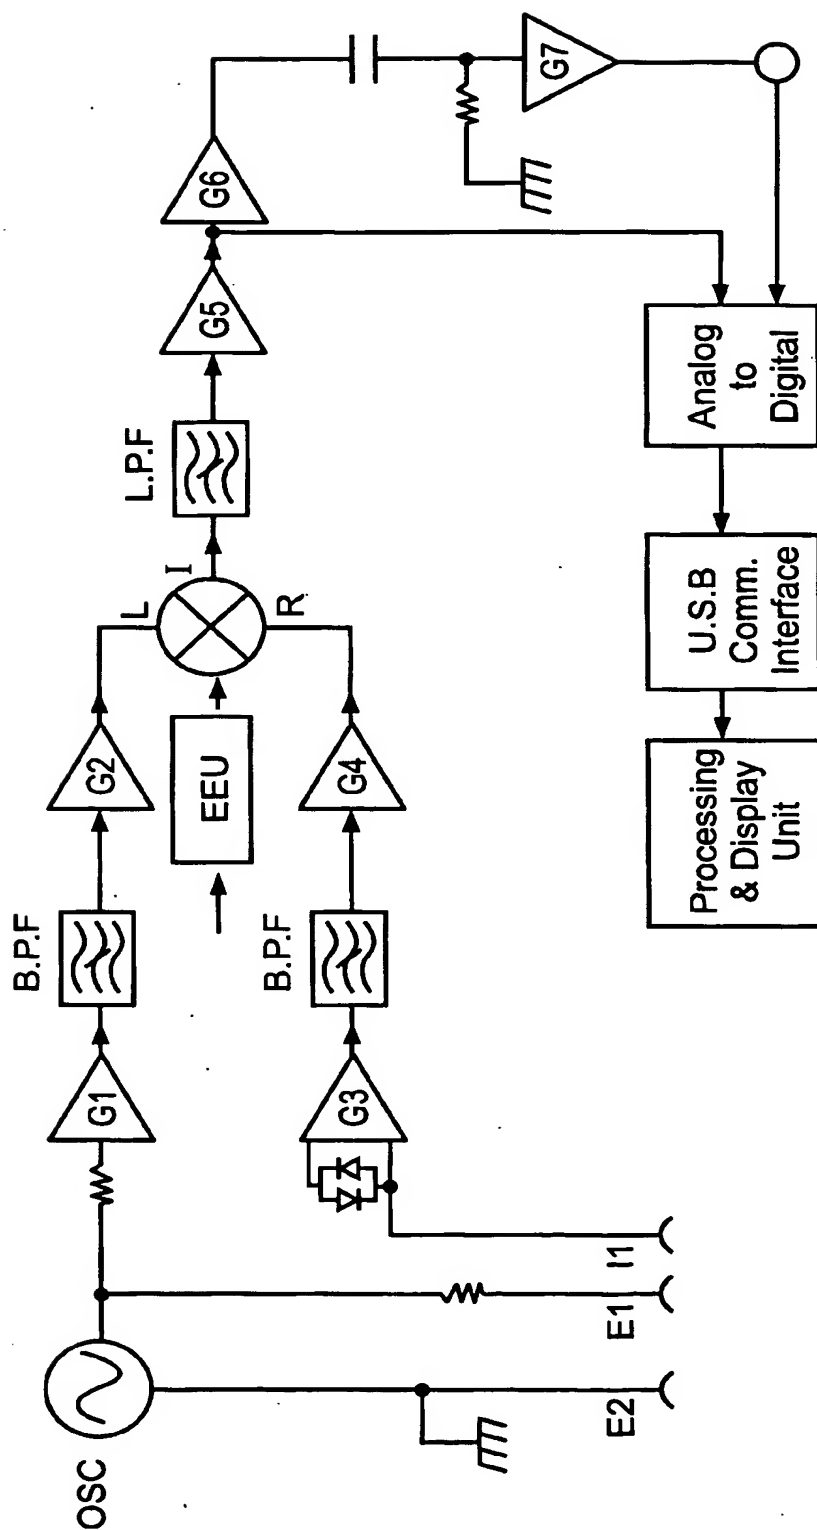 OSC
G1
B.P.F
G2
L
EEU
I
R
L.P.F
G5
G6
G7
G3
B.P.F
G4
E2
E1
I1
Analog
to
Digital
U.S.B
Comm.
Interface
Processing
& Display
Unit